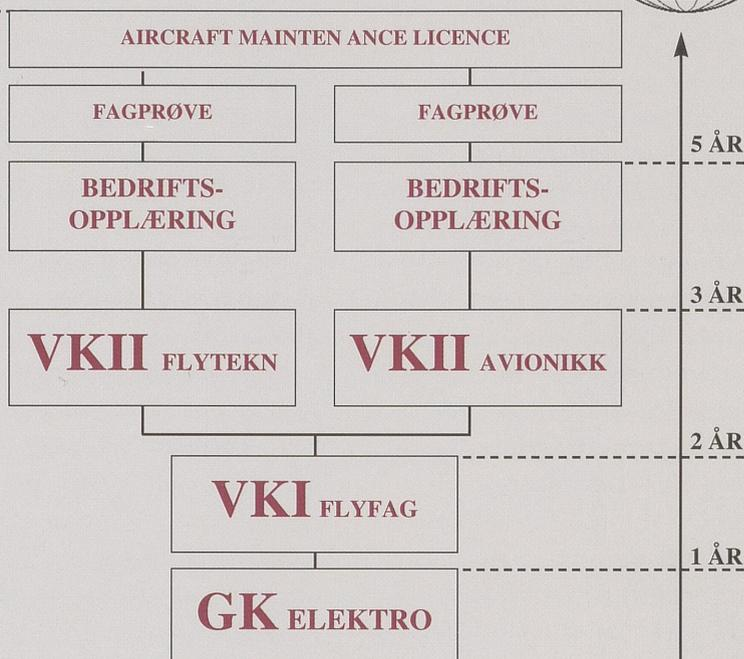 AIRCRAFT MAINTEN ANCE LICENCE
FAGPRØVE
FAGPRØVE
5 ÅR
BEDRIFTS-
OPPLÆRING
BEDRIFTS-
OPPLÆRING
3 ÅR
VKII FLYTEKN
VKII AVIONIKK
2 ÅR
VKI FLYFAG
1 ÅR
GK ELEKTRO